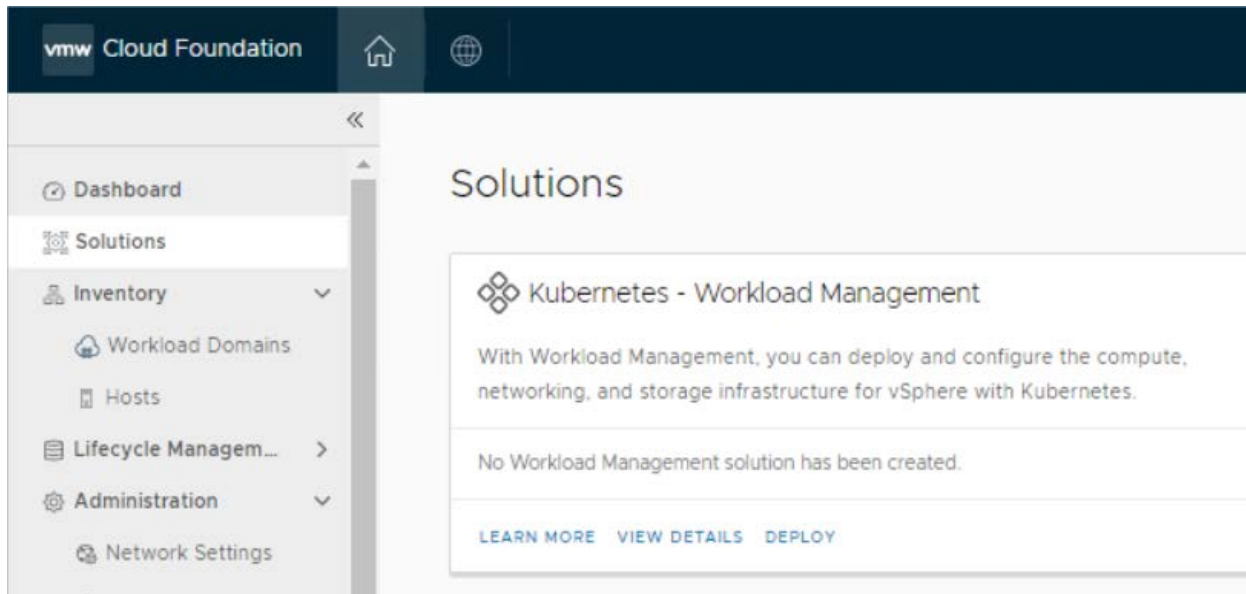 vmw Cloud Foundation
Dashboard
Solutions
Inventory
Workload Domains
Hosts
Lifecycle Managem...
Administration
Network Settings
Solutions
Kubernetes - Workload Management
With Workload Management, you can deploy and configure the compute,
networking, and storage infrastructure for vSphere with Kubernetes.
No Workload Management solution has been created.
LEARN MORE VIEW DETAILS DEPLOY